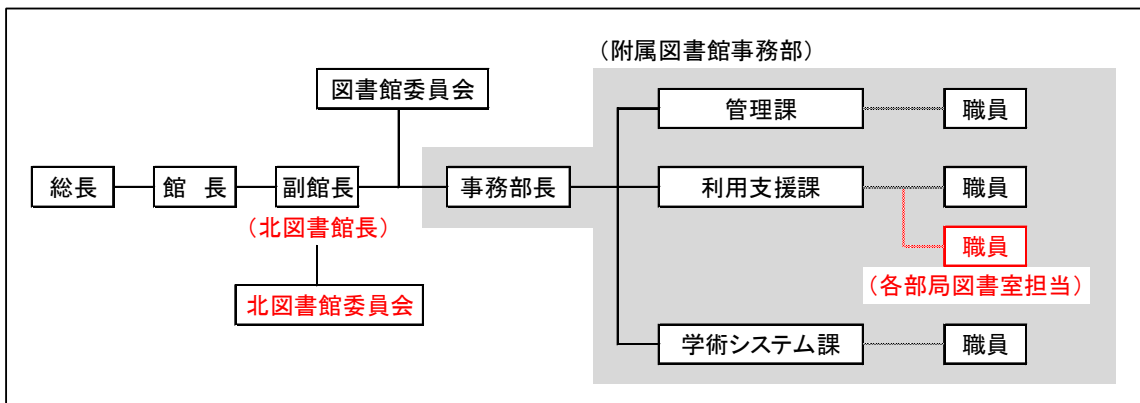 （附属図書館事務部）
図書館委員会
管理課
職員
総長
館　長
副館長
事務部長
利用支援課
職員
（北図書館長）
職員
（各部局図書室担当）
北図書館委員会
学術システム課
職員